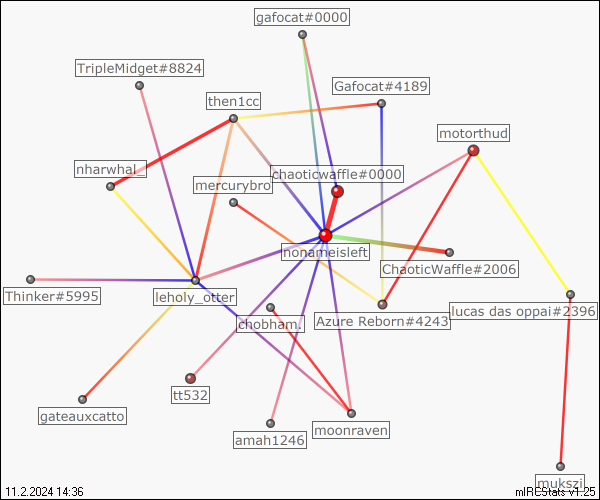 gafocat#0000
TripleMidget#8824
Gafocat#4189
then1cc
motorthud
nharwhal_
chaoticwaffle#0000
mercurybro
nonameisleft
ChaoticWaffle#2006
Thinker#5995
leholy_otter
chobham.
Azure Reborn#4243
lucas das oppai#2396
tt532
gateauxcatto
amah1246
moonraven
mukszi
11.2.2024 14:36
mIRCStats v1.25